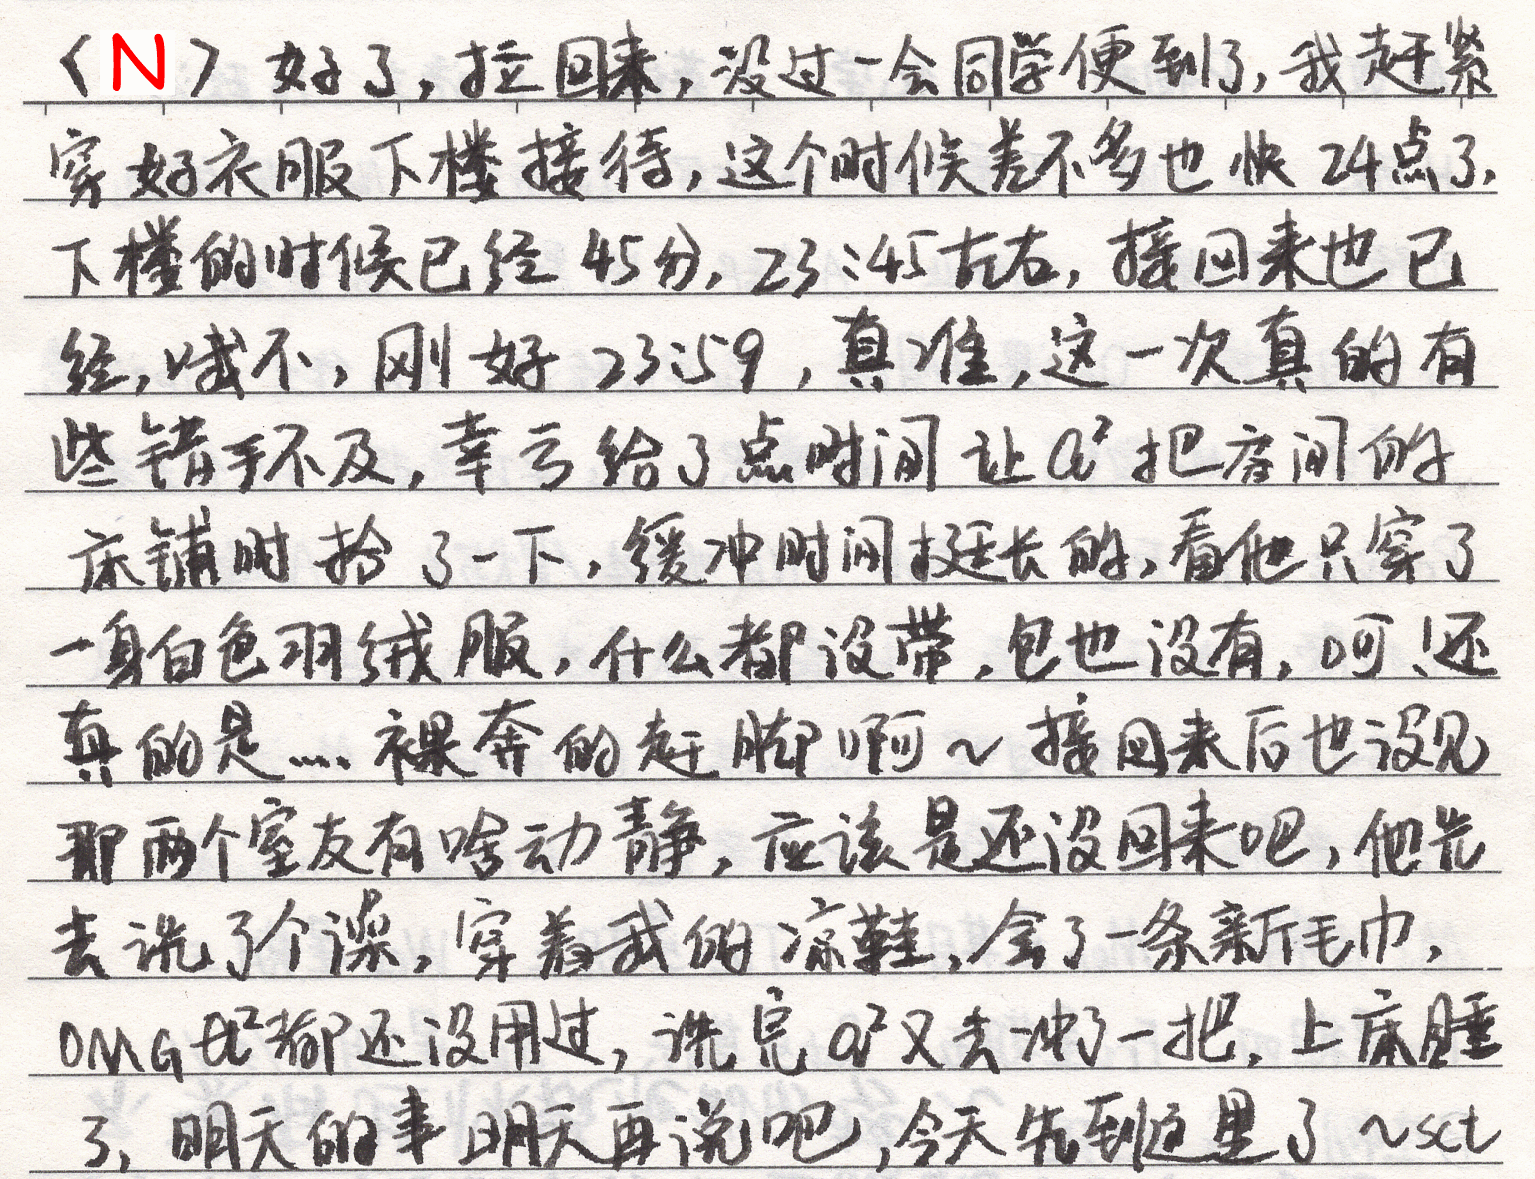 〈N〉好了,拉回来,没过一会同学便到了,我赶紧
穿好衣服下楼接待,这个时候差不多也快24点了,
下楼的时候已经45分,23:45左右,接回来也已
经,哦不,刚好23:59,真准,这一次真的有
些错手不及,幸亏给了点时间让a²把房间的
床铺时拾了一下,缓冲时间挺长的,看他只穿了
一身白色羽绒服,什么都没带,包也没有,呵!还
真的是....裸奔的赶脚啊~接回来后也没见
那两个室友有啥动静,应该是还没回来吧,他先
去洗了个澡,穿着我的凉鞋,拿了一条新毛巾,
OMG a²都还没用过,洗完a²又去冲了一把,上床睡
了,明天的事明天再说吧,今天先到这里了~sct